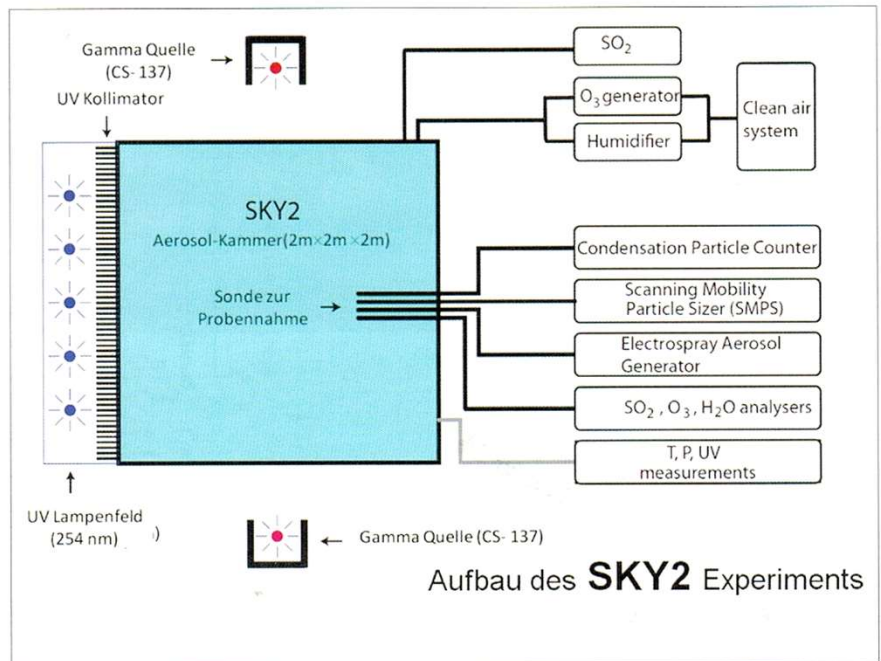 Gamma Quelle
(CS-137)
UV Kollimator
SO₂
O₃ generator
Humidifier
Clean air
system
SKY2
Aerosol-Kammer(2m×2m×2m)
Sonde zur
Probennahme
Condensation Particle Counter
Scanning Mobility
Particle Sizer (SMPS)
Electrospray Aerosol
Generator
SO₂ , O₃ , H₂O analysers
T, P, UV
measurements
UV Lampenfeld
(254 nm) )
Gamma Quelle (CS- 137)
Aufbau des SKY2 Experiments